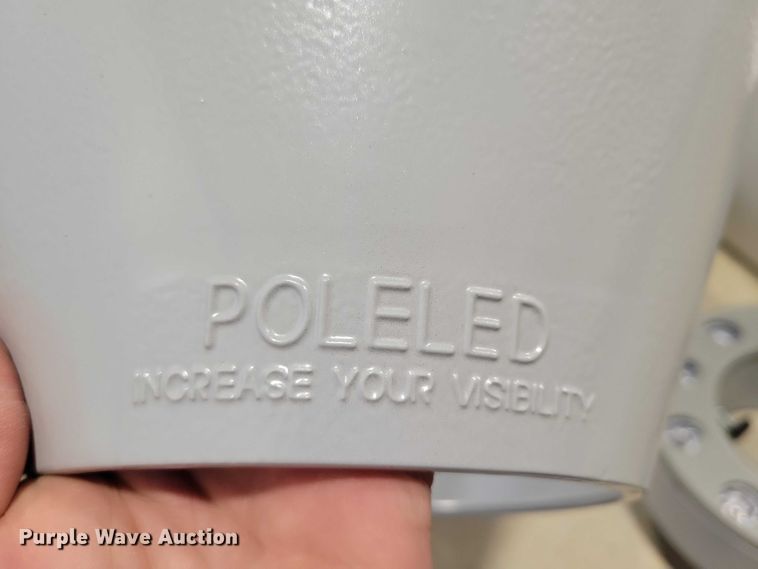 POLELED
INCREASE YOUR VISIBILITY
Purple Wave Auction